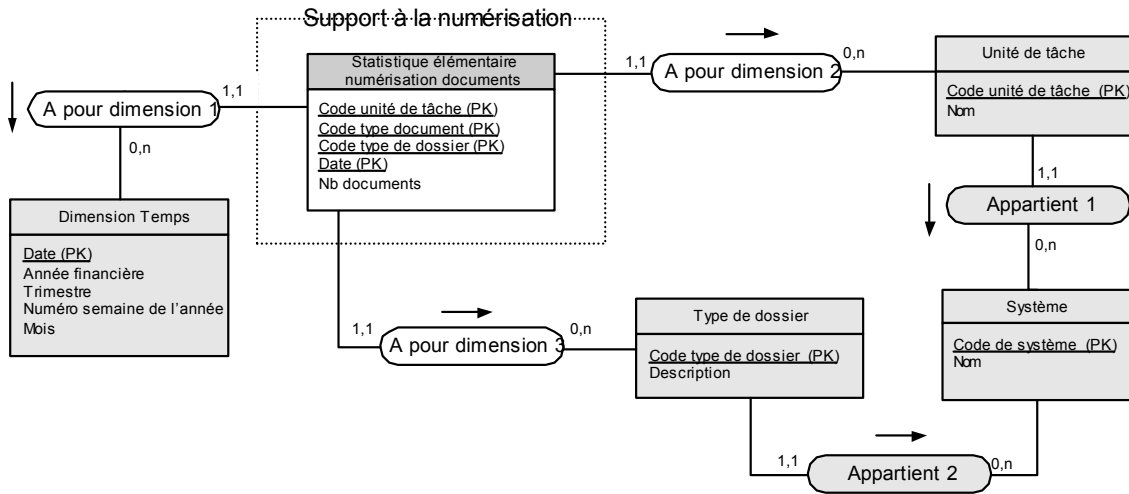 Support à la numérisation
Statistique élémentaire
numérisation documents
Code unité de tâche (PK)
Code type document (PK)
Code type de dossier (PK)
Date (PK)
Nb documents
1,1
A pour dimension 1
0,n
Dimension Temps
Date (PK)
Année financière
Trimestre
Numéro semaine de l'année
Mois
1,1
A pour dimension 2
0,n
Unité de tâche
Code unité de tâche (PK)
Nom
1,1
Appartient 1
0,n
Système
Code de système (PK)
Nom
1,1
A pour dimension 3
0,n
Type de dossier
Code type de dossier (PK)
Description
1,1
Appartient 2
0,n